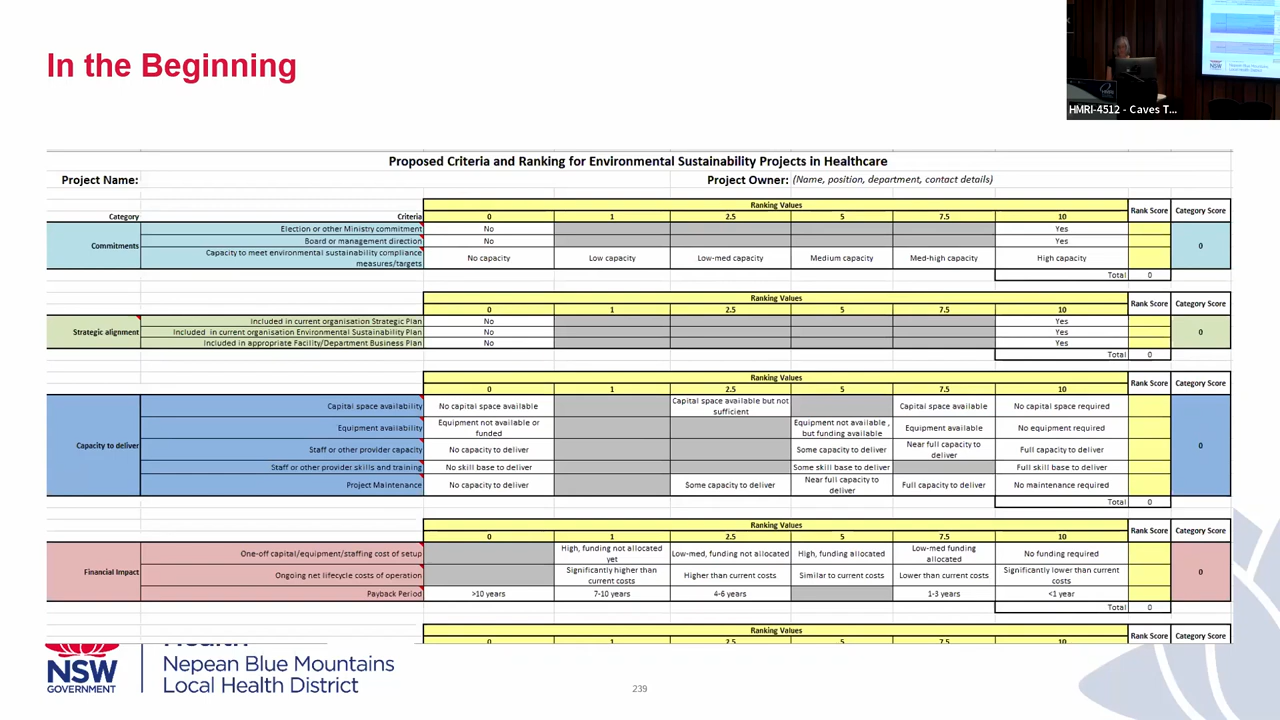 In the Beginning
HMRI-4512 - Caves T...
Proposed Criteria and Ranking for Environmental Sustainability Projects in Healthcare
Project Name:
Project Owner: (Name, position, department, contact details)
Ranking Values
Rank Score
Category Score
Category
Criteria
0
1
2.5
5
7.5
10
Commitments
Election or other Ministry commitment
No
Yes
Board or management direction
No
Yes
Capacity to meet environmental sustainability compliance
measures/targets
No capacity
Low capacity
Low-med capacity
Medium capacity
Med-high capacity
High capacity
0
Total
0
Ranking Values
Rank Score
Category Score
0
1
2.5
5
7.5
10
Strategic alignment
Included in current organisation Strategic Plan
No
Yes
Included in current organisation Environmental Sustainability Plan
No
Yes
Included in appropriate Facility/Department Business Plan
No
Yes
0
Total
0
Ranking Values
Rank Score
Category Score
0
1
2.5
5
7.5
10
Capacity to deliver
Capital space availability
No capital space available
Capital space available but not
sufficient
Capital space available
No capital space required
Equipment availability
Equipment not available or
funded
Equipment not available ,
but funding available
Equipment available
No equipment required
Staff or other provider capacity
No capacity to deliver
Some capacity to deliver
Near full capacity to
deliver
Full capacity to deliver
Staff or other provider skills and training
No skill base to deliver
Some skill base to deliver
Full skill base to deliver
Project Maintenance
No capacity to deliver
Some capacity to deliver
Near full capacity to
deliver
Full capacity to deliver
No maintenance required
0
Total
0
Ranking Values
Rank Score
Category Score
0
1
2.5
5
7.5
10
Financial Impact
One-off capital/equipment/staffing cost of setup
High, funding not allocated
yet
Low-med, funding not allocated
High, funding allocated
Low-med funding
allocated
No funding required
Ongoing net lifecycle costs of operation
Significantly higher than
current costs
Higher than current costs
Similar to current costs
Lower than current costs
Significantly lower than current
costs
Payback Period
>10 years
7-10 years
4-6 years
1-3 years
<1 year
0
Total
0
Ranking Values
Rank Score
Category Score
0
1
2.5
5
7.5
10
NSW
GOVERNMENT
Health
Nepean Blue Mountains
Local Health District
239